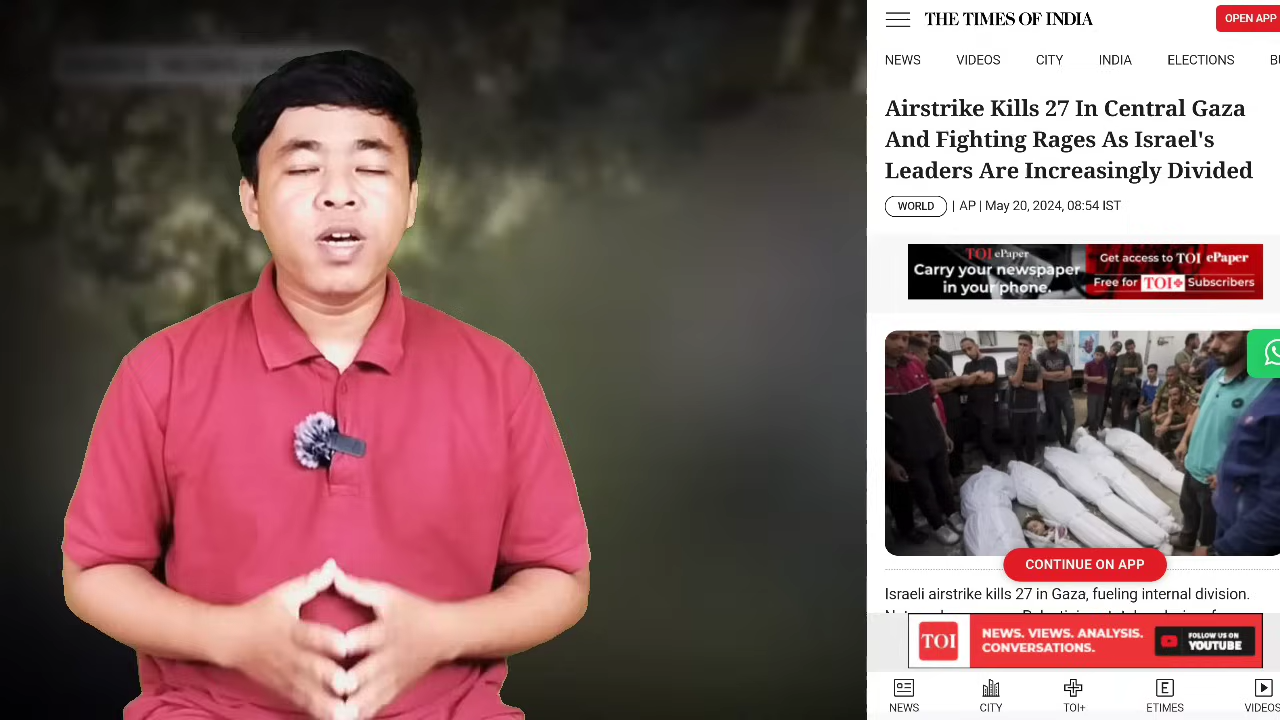 THE TIMES OF INDIA
OPEN APP
NEWS VIDEOS CITY INDIA ELECTIONS
Airstrike Kills 27 In Central Gaza
And Fighting Rages As Israel's
Leaders Are Increasingly Divided
WORLD | AP | May 20, 2024, 08:54 IST
TOI ePaper
Carry your newspaper
in your phone.
Get access to TOI ePaper
Free for TOI+ Subscribers
CONTINUE ON APP
Israeli airstrike kills 27 in Gaza, fueling internal division.
TOI
NEWS. VIEWS. ANALYSIS.
CONVERSATIONS.
FOLLOW US ON
YOUTUBE
NEWS CITY TOI+ ETIMES VIDEOS